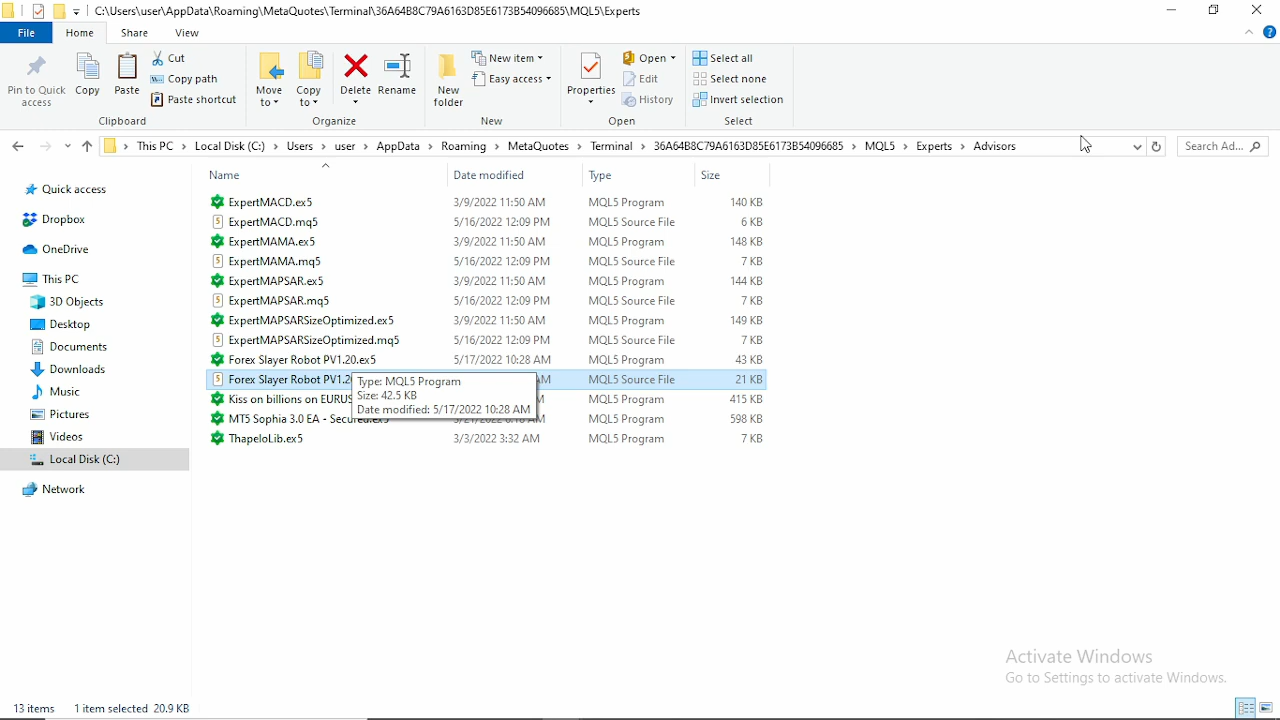 C:\Users\user\AppData\Roaming\MetaQuotes\Terminal\36A64B8C79A6163D85E6173B54096685\MQL5\Experts
File Home Share View
Pin to Quick access
Copy
Paste
Cut
Copy path
Paste shortcut
Clipboard
Move to
Copy to
Delete
Rename
Organize
New folder
New item
Easy access
New
Properties
Open
Edit
History
Open
Select all
Select none
Invert selection
Select
This PC › Local Disk (C:) › Users › user › AppData › Roaming › MetaQuotes › Terminal › 36A64B8C79A6163D85E6173B54096685 › MQL5 › Experts › Advisors
Search Ad...
Quick access
Dropbox
OneDrive
This PC
3D Objects
Desktop
Documents
Downloads
Music
Pictures
Videos
Local Disk (C:)
Network
Name Date modified Type Size
ExpertMACD.ex5 3/9/2022 11:50 AM MQL5 Program 140 KB
ExpertMACD.mq5 5/16/2022 12:09 PM MQL5 Source File 6 KB
ExpertMAMA.ex5 3/9/2022 11:50 AM MQL5 Program 148 KB
ExpertMAMA.mq5 5/16/2022 12:09 PM MQL5 Source File 7 KB
ExpertMAPSAR.ex5 3/9/2022 11:50 AM MQL5 Program 144 KB
ExpertMAPSAR.mq5 5/16/2022 12:09 PM MQL5 Source File 7 KB
ExpertMAPSARSizeOptimized.ex5 3/9/2022 11:50 AM MQL5 Program 149 KB
ExpertMAPSARSizeOptimized.mq5 5/16/2022 12:09 PM MQL5 Source File 7 KB
Forex Slayer Robot PV1.20.ex5 5/17/2022 10:28 AM MQL5 Program 43 KB
Forex Slayer Robot PV1.2 AM MQL5 Source File 21 KB
Kiss on billions on EURUS AM MQL5 Program 415 KB
MT5 Sophia 3.0 EA - Secured.ex5 AM MQL5 Program 598 KB
ThapeloLib.ex5 3/3/2022 3:32 AM MQL5 Program 7 KB
Type: MQL5 Program
Size: 42.5 KB
Date modified: 5/17/2022 10:28 AM
Activate Windows
Go to Settings to activate Windows.
13 items 1 item selected 20.9 KB